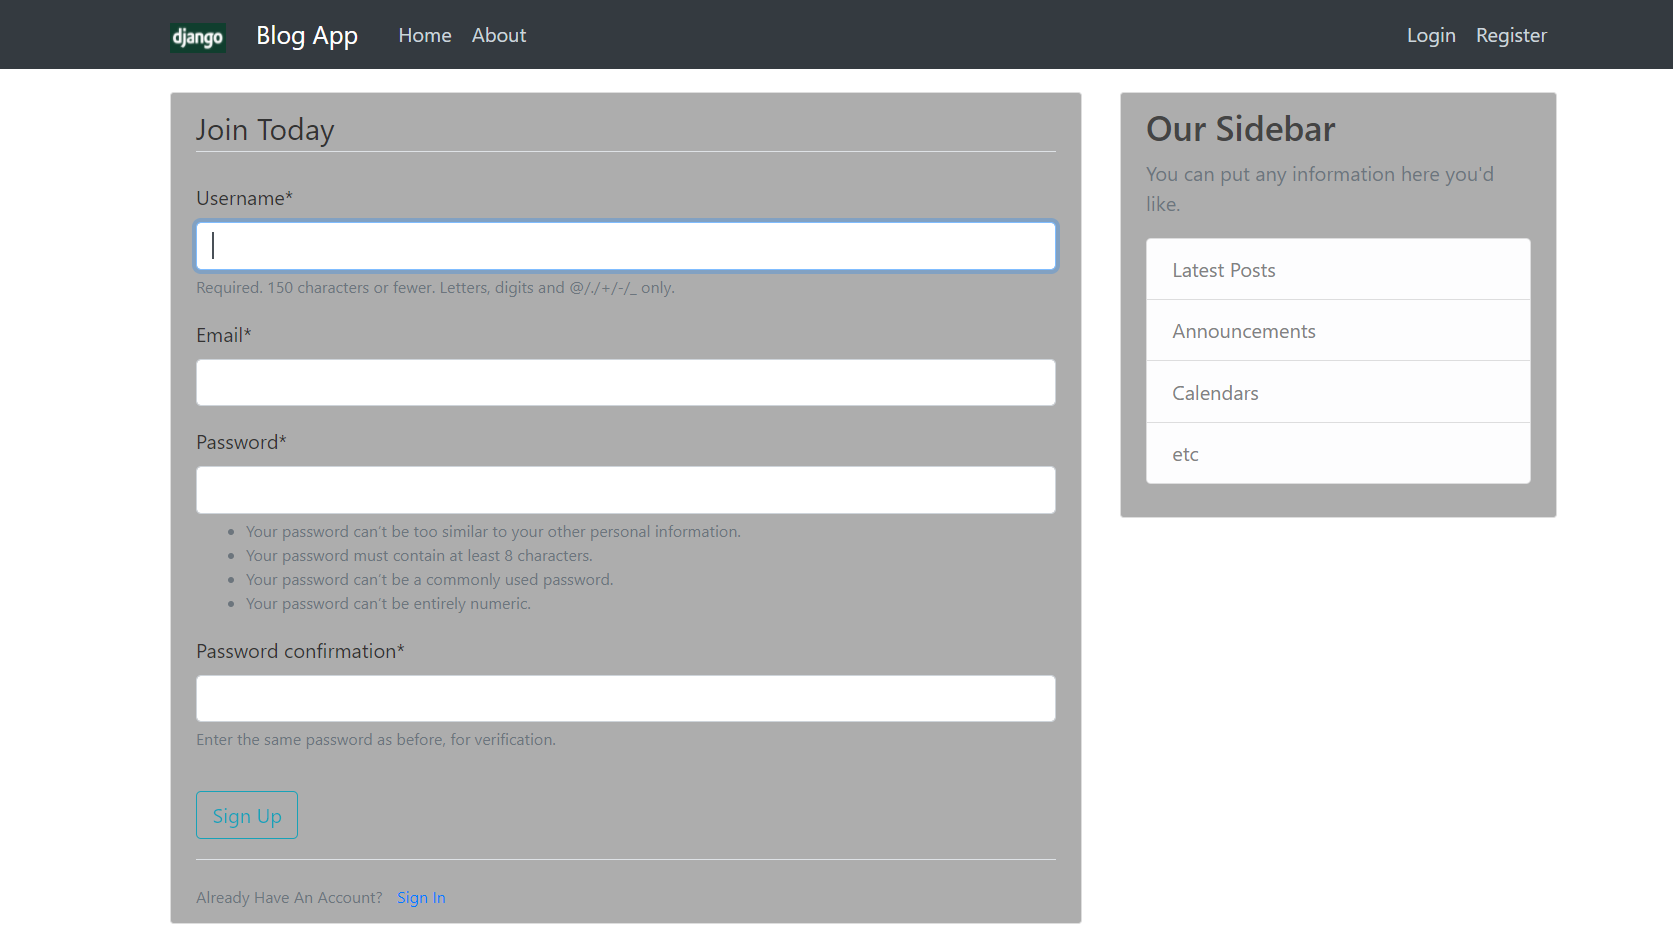 django Blog App Home About Login Register
Join Today
Username*
Required. 150 characters or fewer. Letters, digits and @/./+/-/_ only.
Email*
Password*
Your password can't be too similar to your other personal information.
Your password must contain at least 8 characters.
Your password can't be a commonly used password.
Your password can't be entirely numeric.
Password confirmation*
Enter the same password as before, for verification.
Sign Up
Already Have An Account? Sign In
Our Sidebar
You can put any information here you'd
like.
Latest Posts
Announcements
Calendars
etc